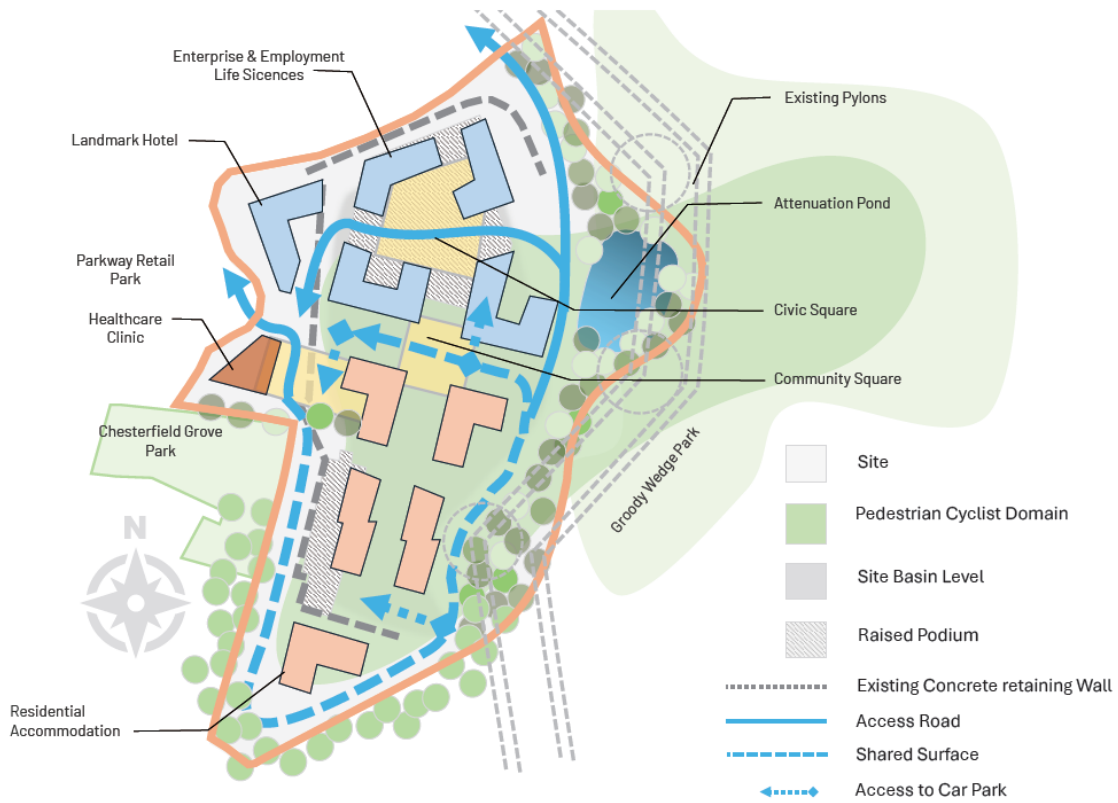 Enterprise & Employment
Life Sicences
Landmark Hotel
Parkway Retail
Park
Healthcare
Clinic
Chesterfield Grove
Park
N
Residential
Accommodation
Existing Pylons
Attenuation Pond
Civic Square
Community Square
Groody Wedge Park
Site
Pedestrian Cyclist Domain
Site Basin Level
Raised Podium
Existing Concrete retaining Wall
Access Road
Shared Surface
Access to Car Park